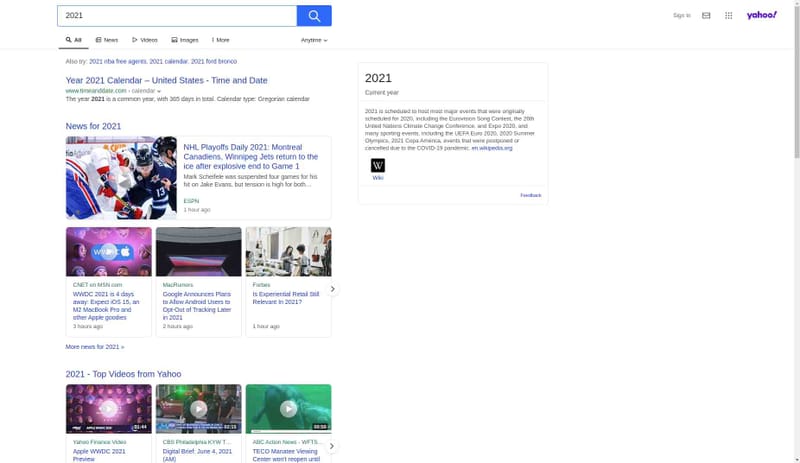 2021
Sign In
yahoo!
All
News
Videos
Images
More
Anytime
Also try: 2021 nba free agents, 2021 calendar, 2021 ford bronco
Year 2021 Calendar – United States - Time and Date
www.timeanddate.com › calendar
The year 2021 is a common year, with 365 days in total. Calendar type: Gregorian calendar
News for 2021
NHL Playoffs Daily 2021: Montreal
Canadiens, Winnipeg Jets return to the
ice after explosive end to Game 1
Mark Scheifele was suspended four games for his
hit on Jake Evans, but tension is high for both…
ESPN
1 hour ago
WWDC
CNET on MSN.com
WWDC 2021 is 4 days
away: Expect iOS 15, an
M2 MacBook Pro and
other Apple goodies
3 hours ago
MacRumors
Google Announces Plans
to Allow Android Users to
Opt-Out of Tracking Later
in 2021
2 hours ago
Forbes
Is Experiential Retail Still
Relevant In 2021?
1 hour ago
More news for 2021 »
2021 - Top Videos from Yahoo
01:44
02:15
00:58
Yahoo Finance Video
Apple WWDC 2021
Preview
CBS Philadelphia KYW T…
Digital Brief: June 4, 2021
(AM)
ABC Action News - WFTS…
TECO Manatee Viewing
Center won't reopen until
2021
Current year
2021 is scheduled to host most major events that were originally
scheduled for 2020, including the Eurovision Song Contest, the 26th
United Nations Climate Change Conference, and Expo 2020, and
many sporting events, including the UEFA Euro 2020, 2020 Summer
Olympics, 2021 Copa America, events that were postponed or
cancelled due to the COVID-19 pandemic. en.wikipedia.org
W
Wiki
Feedback